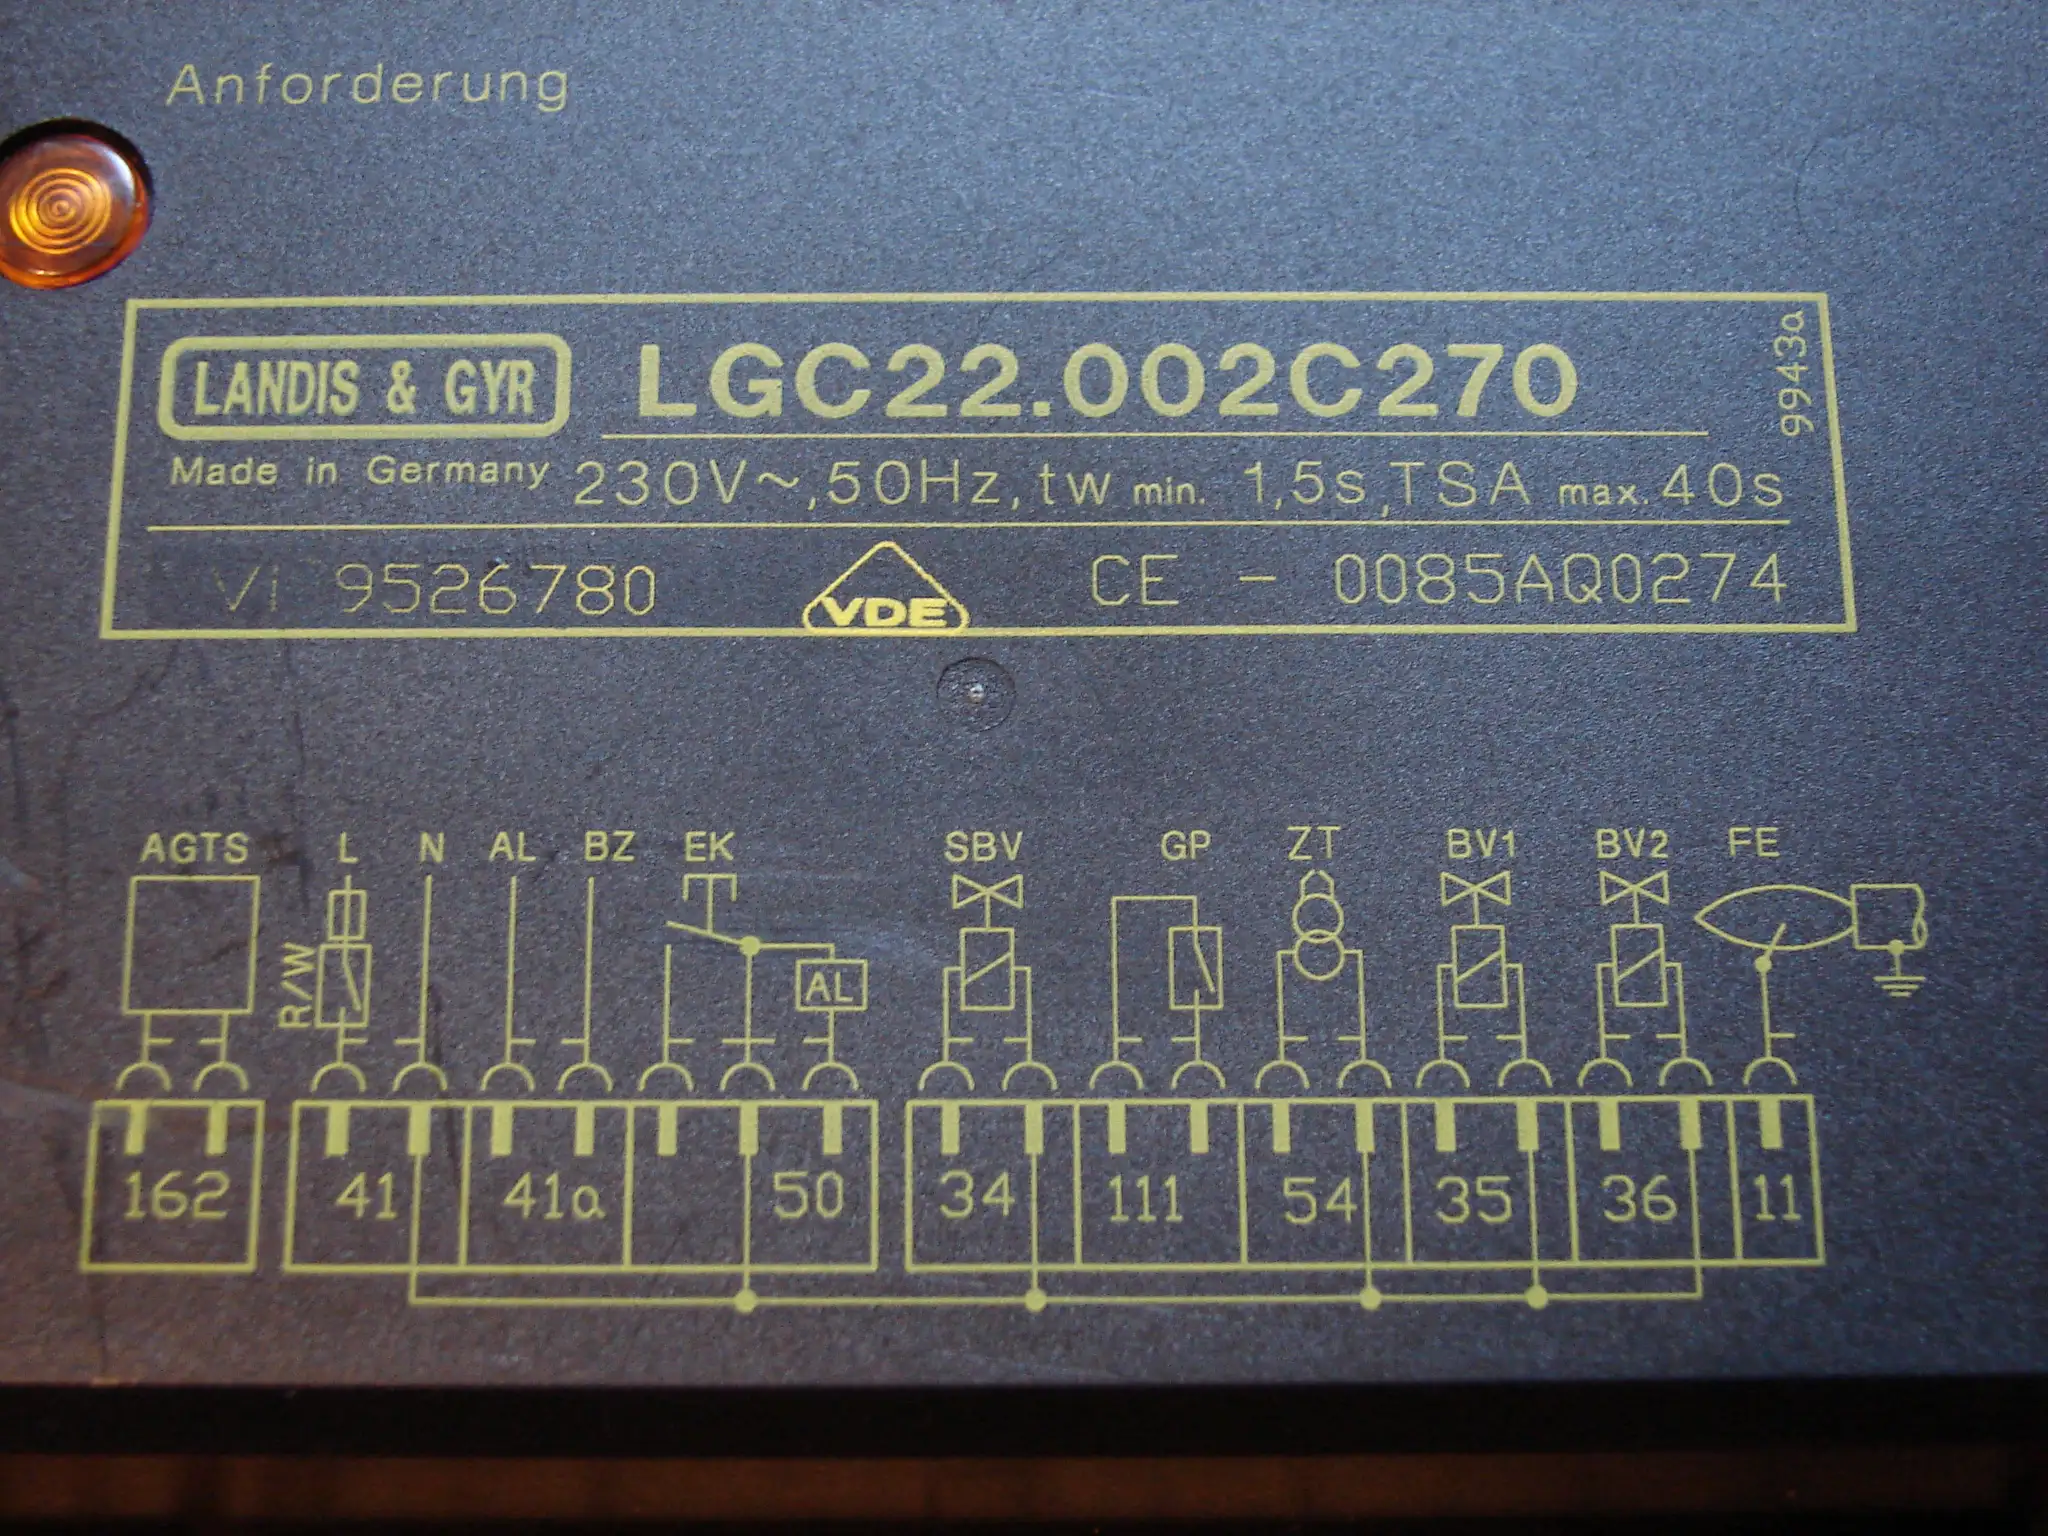 Anforderung
LANDIS & GYR LGC22.002C270
9943a
Made in Germany 230V~,50Hz, tw min. 1,5s,TSA max. 40s
VI 9526780 VDE CE - 0085AQ0274
AGTS L N AL BZ EK SBV GP ZT BV1 BV2 FE
R/W AL
162 41 41a 50 34 111 54 35 36 11